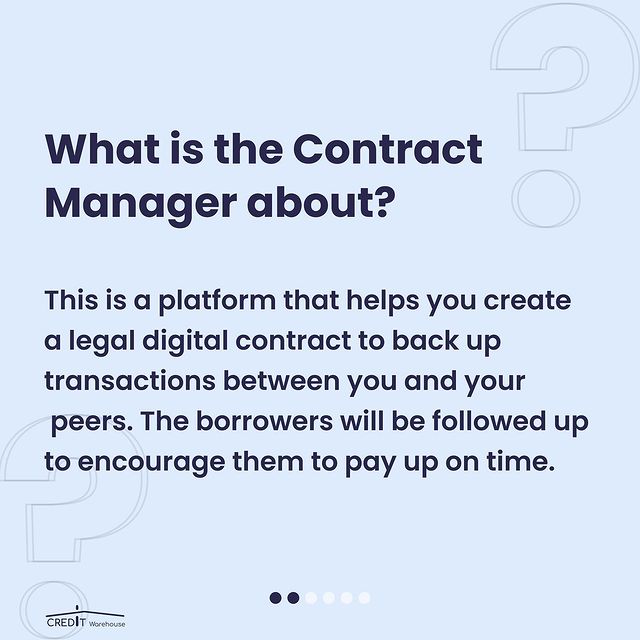 What is the Contract
Manager about?
This is a platform that helps you create
a legal digital contract to back up
transactions between you and your
peers. The borrowers will be followed up
to encourage them to pay up on time.
CREDIT Warehouse